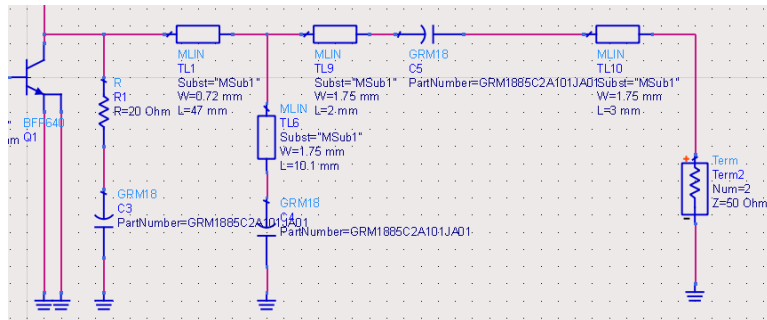 MLIN
TL1
Subst="MSub1"
W=0.72 mm
L=47 mm
MLIN
TL9
Subst="MSub1"
W=1.75 mm
L=2 mm
GRM18
C5
PartNumber=GRM1885C2A101JA01
MLIN
TL10
Subst="MSub1"
W=1.75 mm
L=3 mm
R
R1
R=20 Ohm
BFP640
Q1
"
m
MLIN
TL6
Subst="MSub1"
W=1.75 mm
L=10.1 mm
+
Term
Term2
Num=2
Z=50 Ohm
-
GRM18
C3
PartNumber=GRM1885C2A101JA01
GRM18
C4
PartNumber=GRM1885C2A101JA01